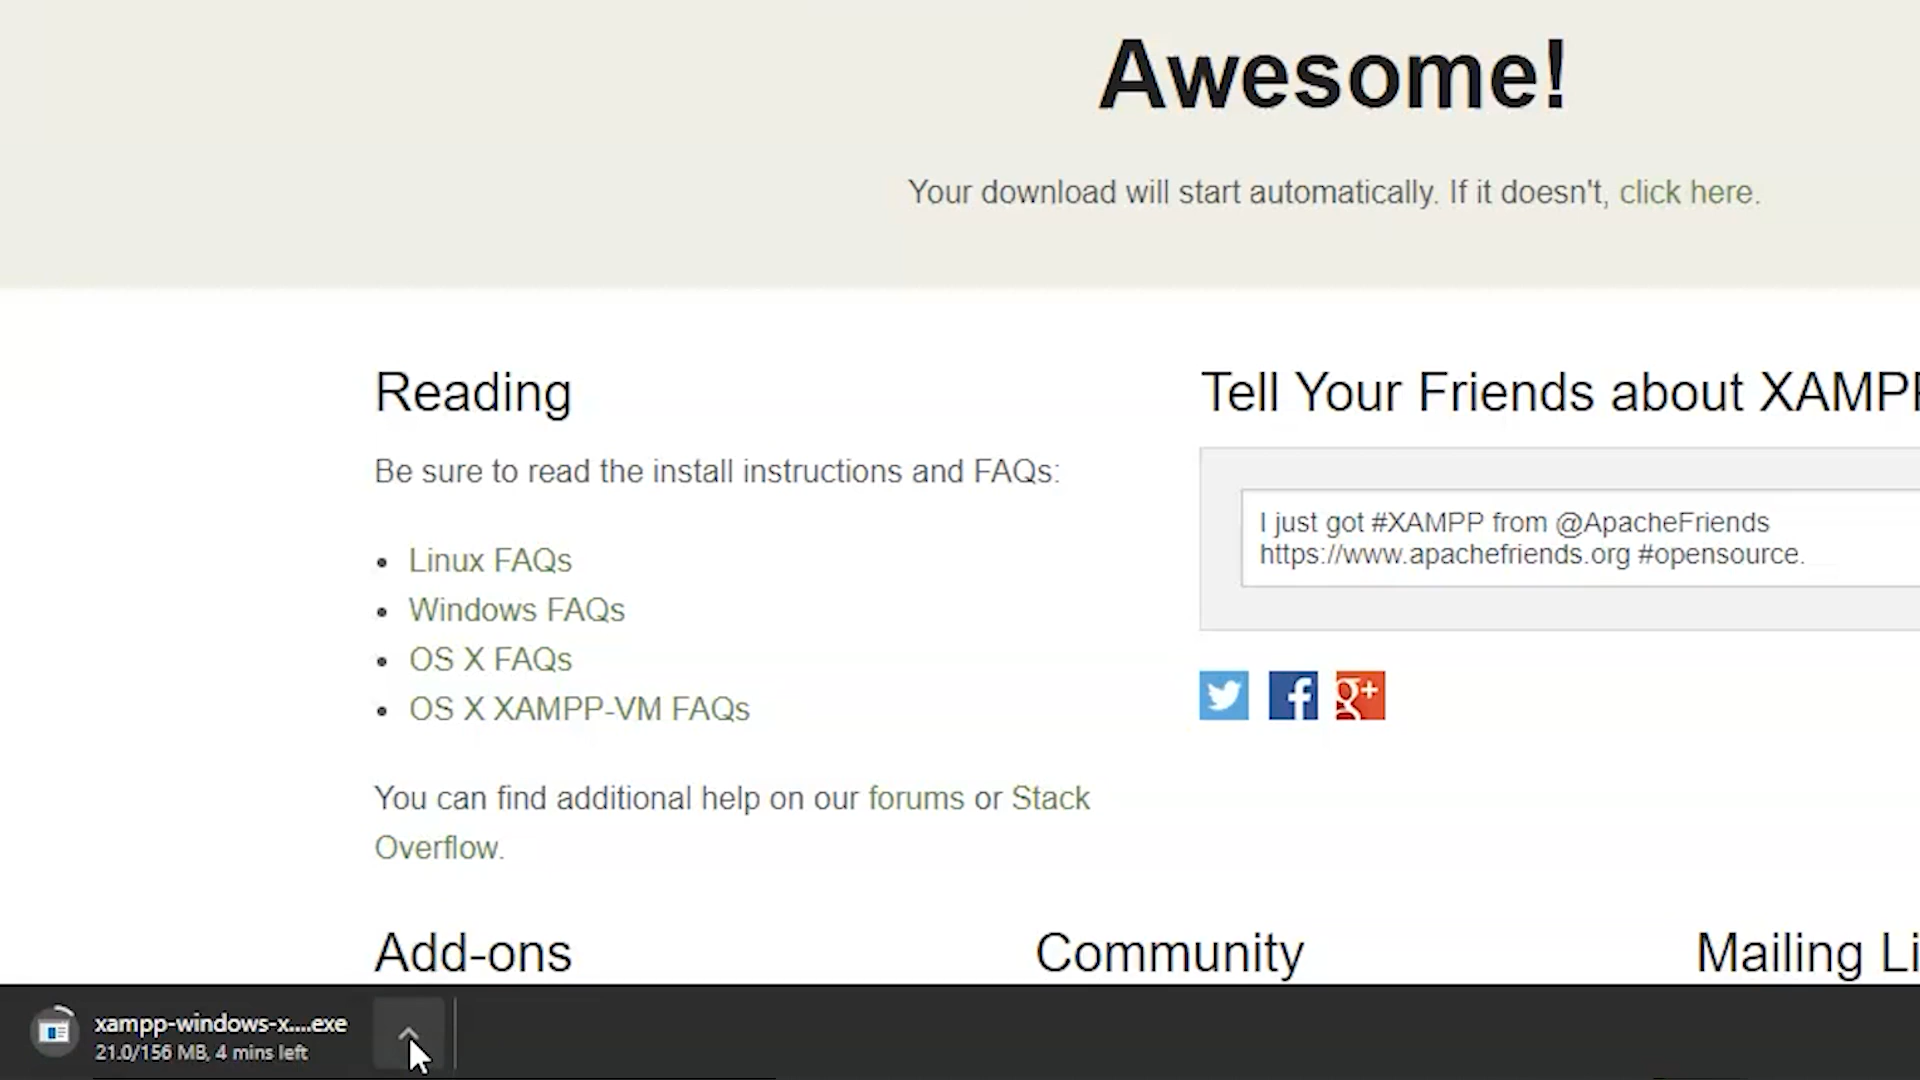 Awesome!
Your download will start automatically. If it doesn't, click here.
Reading
Be sure to read the install instructions and FAQs:
Linux FAQs
Windows FAQs
OS X FAQs
OS X XAMPP-VM FAQs
You can find additional help on our forums or Stack
Overflow.
Tell Your Friends about XAMPP
I just got #XAMPP from @ApacheFriends
https://www.apachefriends.org #opensource.
g+
Add-ons
Community
Mailing Li
xampp-windows-x....exe
21.0/156 MB, 4 mins left